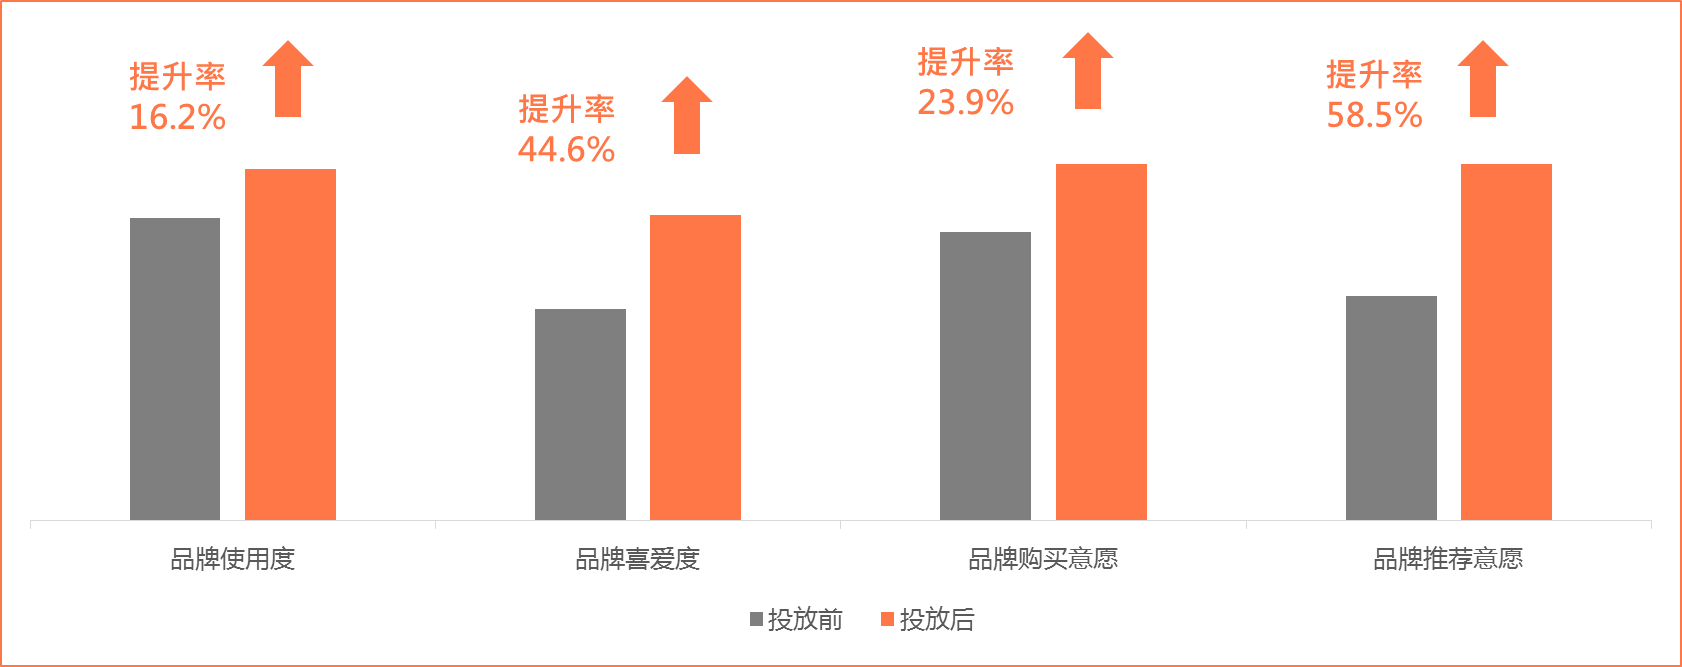 提升率
16.2%
提升率
44.6%
提升率
23.9%
提升率
58.5%
品牌使用度
品牌喜爱度
品牌购买意愿
品牌推荐意愿
投放前
投放后